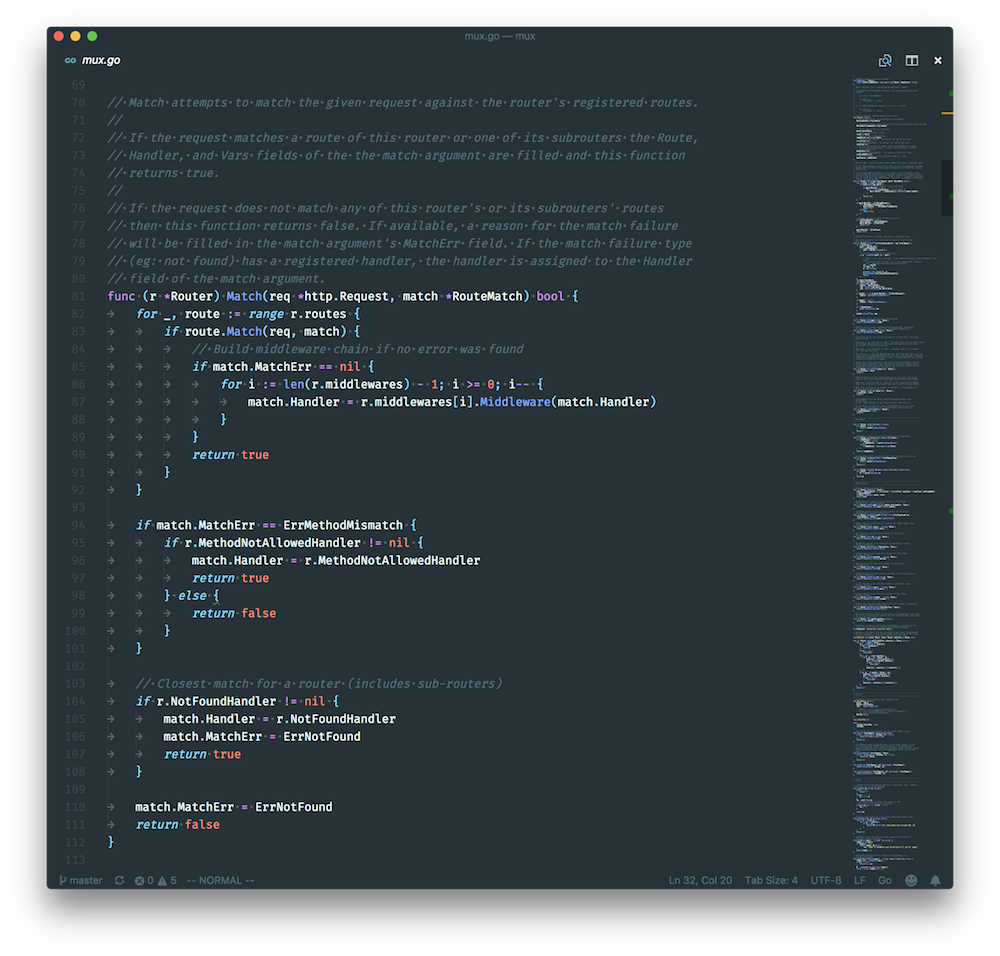 mux.go — mux
GO mux.go
69
70 // Match attempts to match the given request against the router's registered routes.
71 //
72 // If the request matches a route of this router or one of its subrouters the Route,
73 // Handler, and Vars fields of the the match argument are filled and this function
74 // returns true.
75 //
76 // If the request does not match any of this router's or its subrouters' routes
77 // then this function returns false. If available, a reason for the match failure
78 // will be filled in the match argument's MatchErr field. If the match failure type
79 // (eg: not found) has a registered handler, the handler is assigned to the Handler
80 // field of the match argument.
81 func (r *Router) Match(req *http.Request, match *RouteMatch) bool {
82 for _, route := range r.routes {
83 if route.Match(req, match) {
84 // Build middleware chain if no error was found
85 if match.MatchErr == nil {
86 for i := len(r.middlewares) - 1; i >= 0; i-- {
87 match.Handler = r.middlewares[i].Middleware(match.Handler)
88 }
89 }
90 return true
91 }
92 }
93
94 if match.MatchErr == ErrMethodMismatch {
95 if r.MethodNotAllowedHandler != nil {
96 match.Handler = r.MethodNotAllowedHandler
97 return true
98 } else {
99 return false
100 }
101 }
102
103 // Closest match for a router (includes sub-routers)
104 if r.NotFoundHandler != nil {
105 match.Handler = r.NotFoundHandler
106 match.MatchErr = ErrNotFound
107 return true
108 }
109
110 match.MatchErr = ErrNotFound
111 return false
112 }
113
master 0 5 -- NORMAL -- Ln 32, Col 20 Tab Size: 4 UTF-8 LF Go